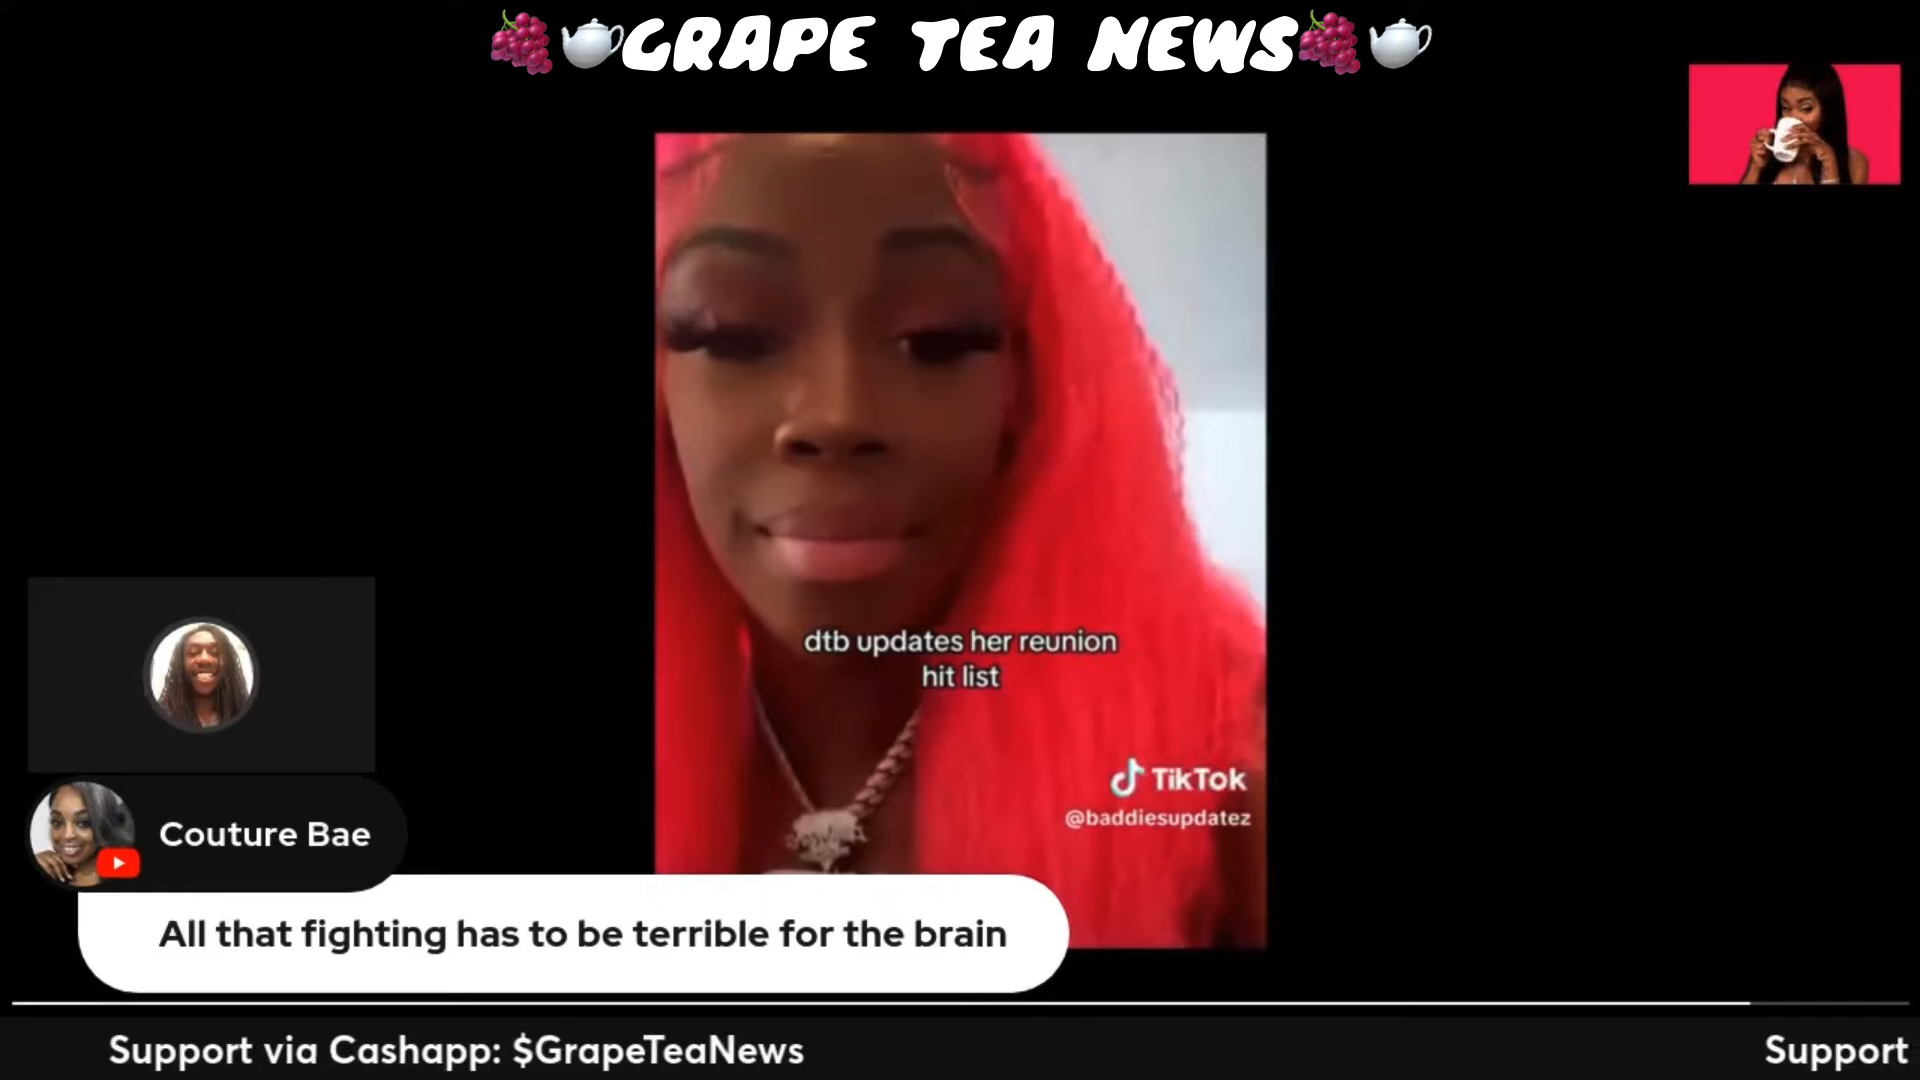 GRAPE TEA NEWS
dtb updates her reunion
hit list
TikTok
@baddiesupdatez
Couture Bae
All that fighting has to be terrible for the brain
Support via Cashapp: $GrapeTeaNews
Support